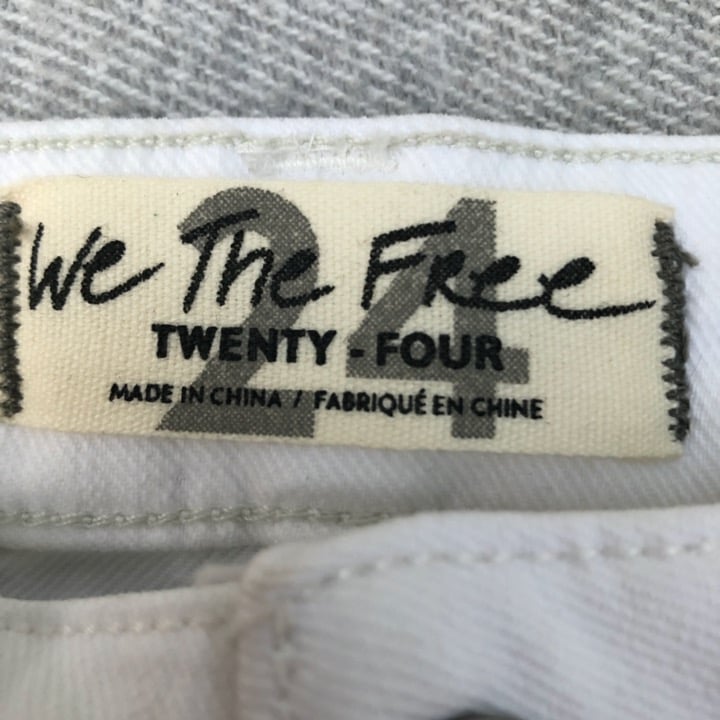 24
We The Free
TWENTY - FOUR
MADE IN CHINA / FABRIQUÉ EN CHINE